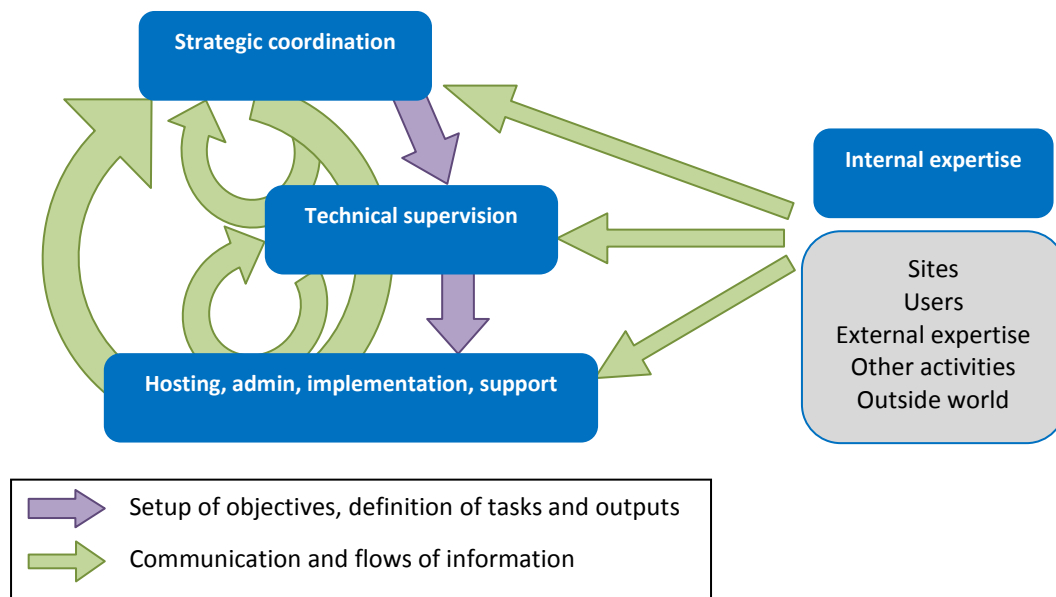 Strategic coordination
Internal expertise
Technical supervision
Sites
Users
External expertise
Other activities
Outside world
Hosting, admin, implementation, support
Setup of objectives, definition of tasks and outputs
Communication and flows of information